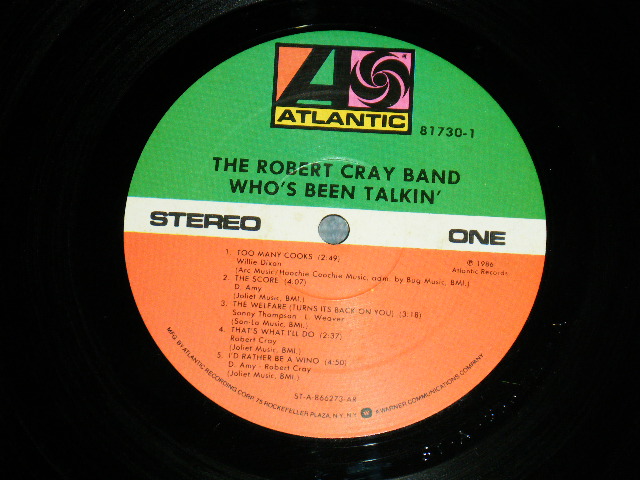 ATLANTIC
81730-1
THE ROBERT CRAY BAND
WHO'S BEEN TALKIN'
STEREO
ONE
℗ 1986
Atlantic Records
1. TOO MANY COOKS (2:49)
Willie Dixon
(Arc Music/Hoochie Coochie Music, adm. by Bug Music, BMI.)
2. THE SCORE (4:07)
D. Amy
(Joliet Music, BMI.)
3. THE WELFARE (TURNS ITS BACK ON YOU) (3:18)
Sonny Thompson - L. Weaver
(Son-La Music, BMI.)
4. THAT'S WHAT I'LL DO (2:37)
Robert Cray
(Joliet Music, BMI.)
5. I'D RATHER BE A WINO (4:50)
D. Amy - Robert Cray
(Joliet Music, BMI.)
ST-A-866273-AR
MFG. BY ATLANTIC RECORDING CORP. 75 ROCKEFELLER PLAZA, N.Y. N.Y. A WARNER COMMUNICATIONS COMPANY